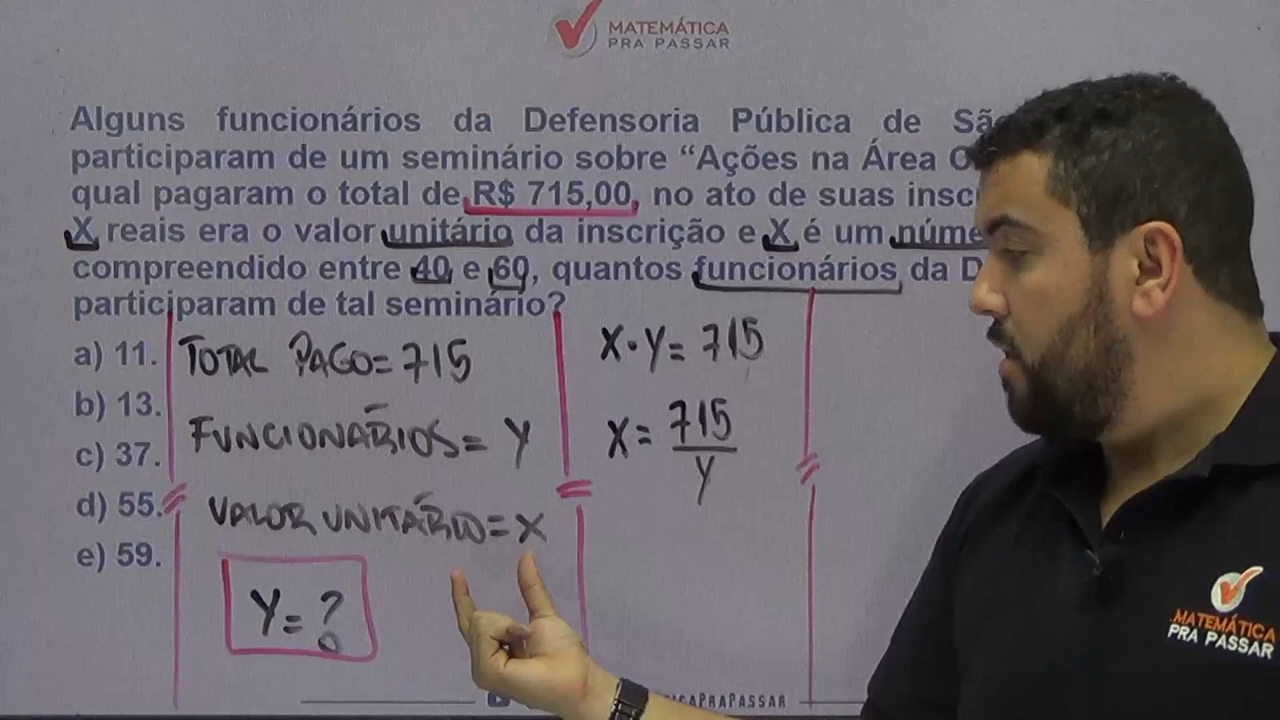 MATEMÁTICA
PRA PASSAR
Alguns funcionários da Defensoria Pública de
participaram de um seminário sobre “Ações na Área
qual pagaram o total de R$ 715,00, no ato de suas
X reais era o valor unitário da inscrição e X é um
compreendido entre 40 e 60, quantos funcionários da
participaram de tal seminário?
a) 11.
b) 13.
c) 37.
d) 55.
e) 59.
TOTAL PAGO = 715
FUNCIONÁRIOS = Y
VALOR UNITÁRIO = X
Y = ?
X · Y = 715
X = 715
Y
MATEMÁTICA
PRA PASSAR